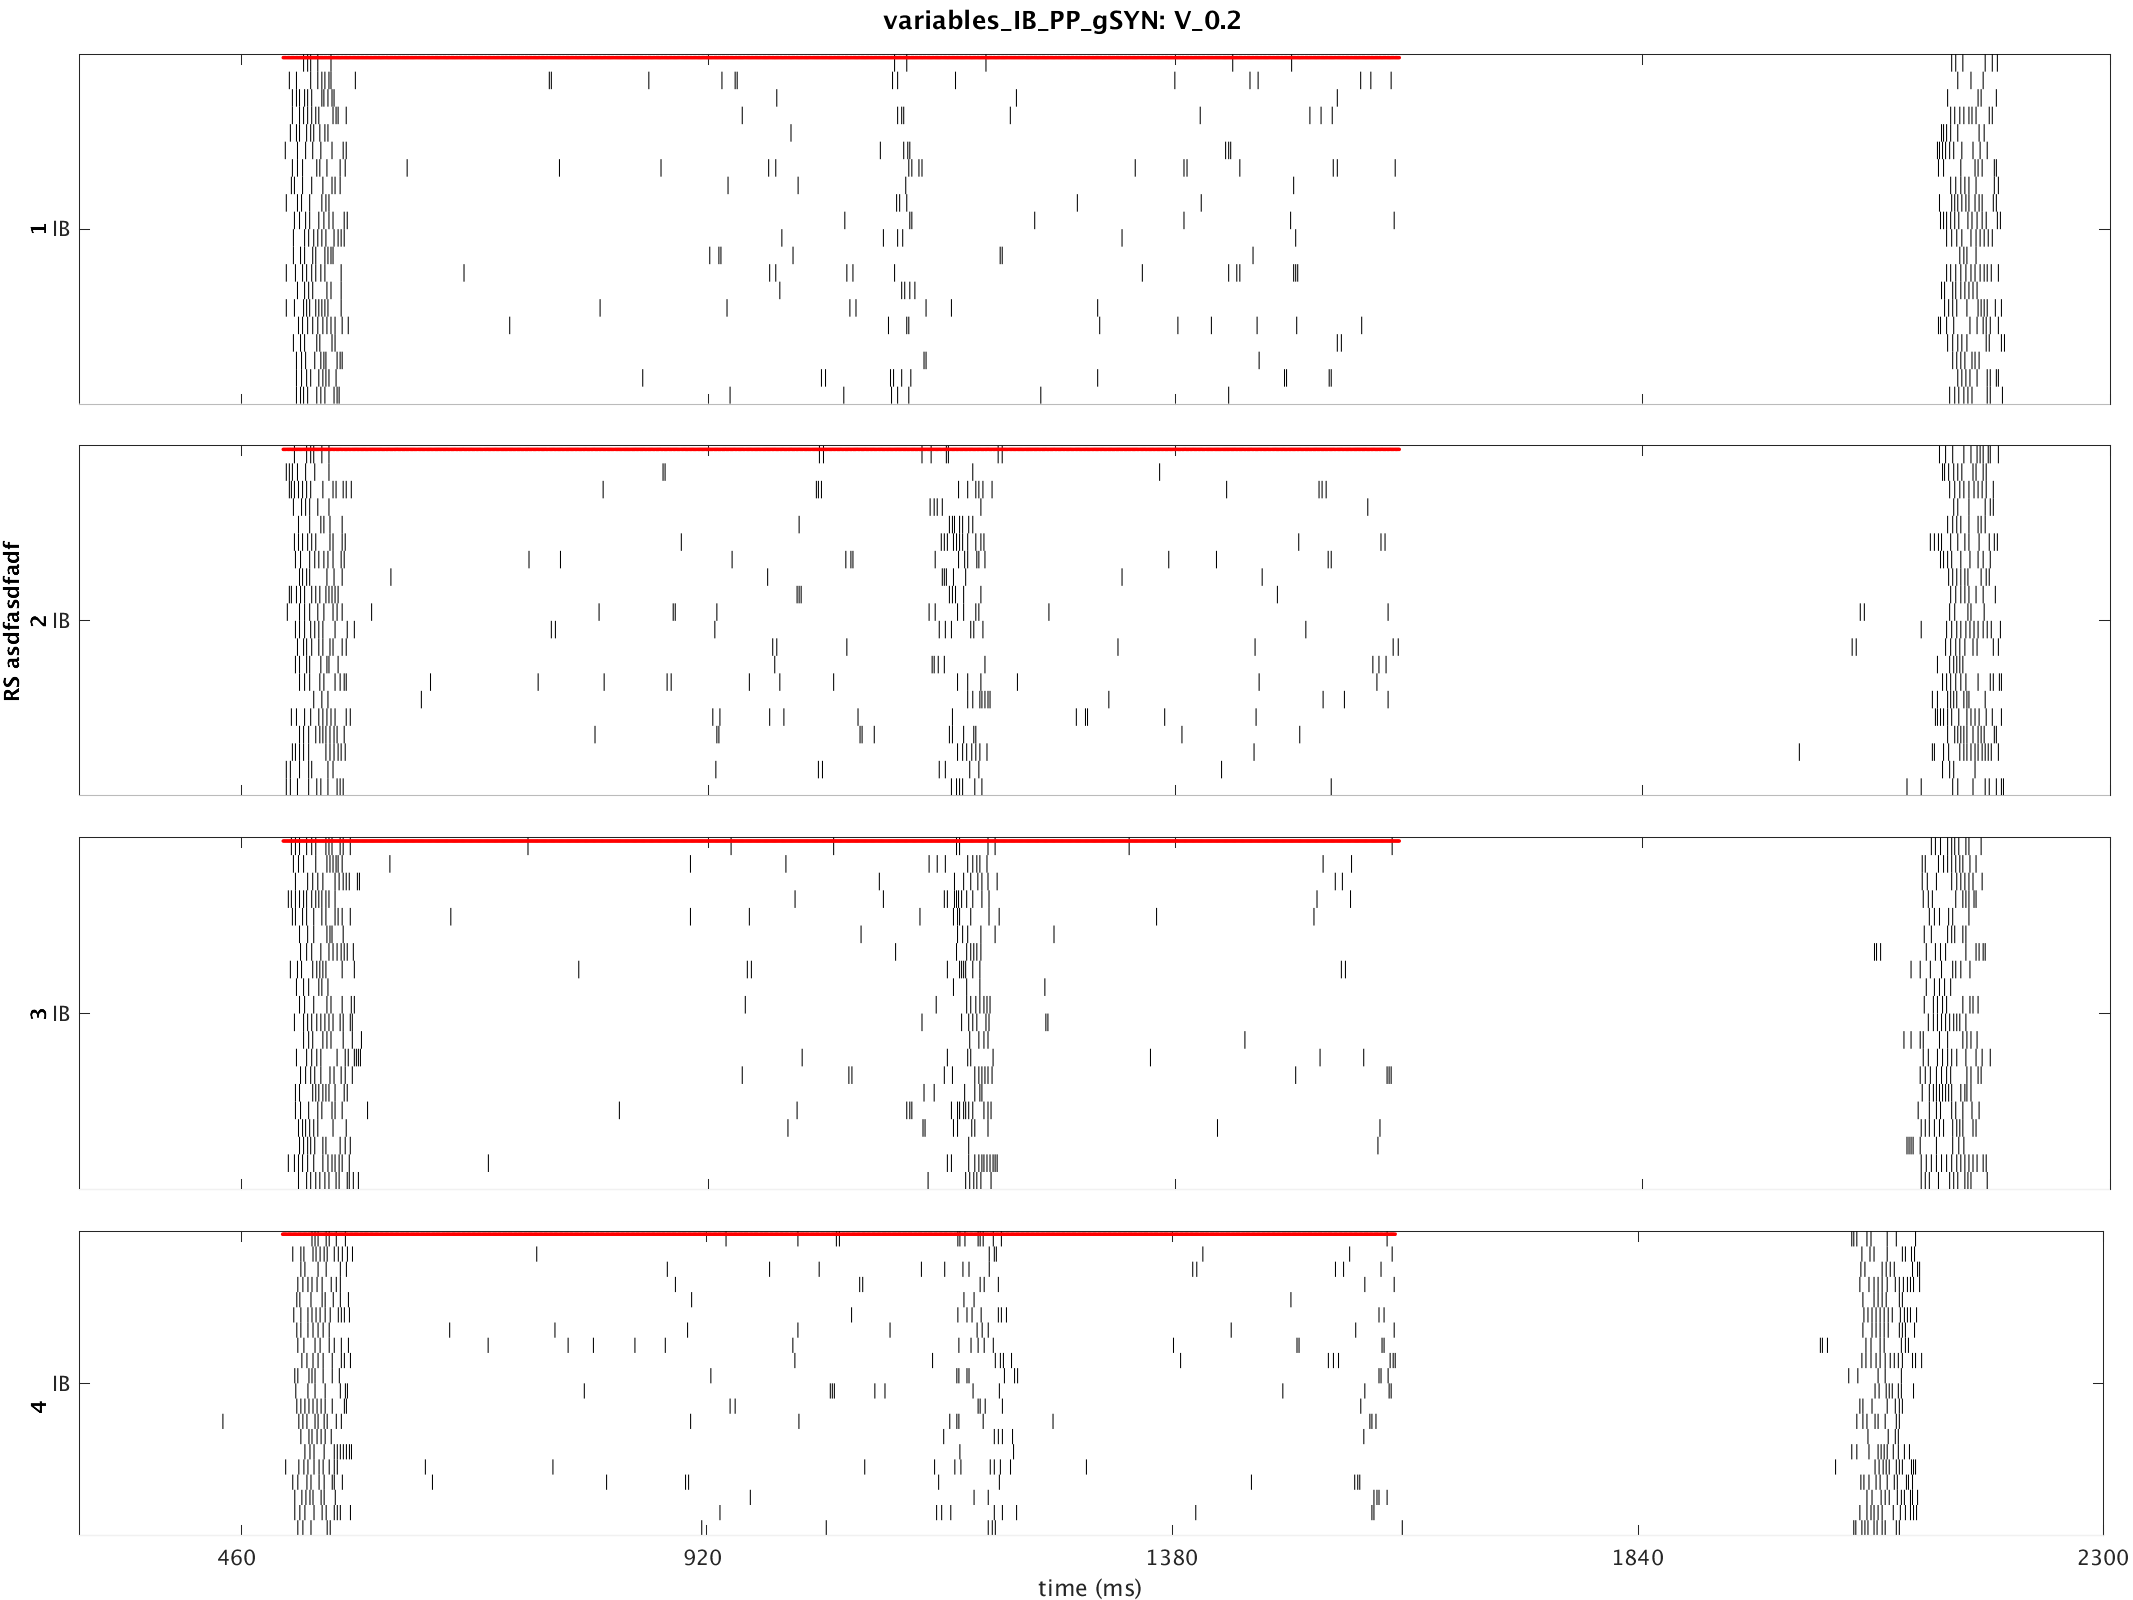 variables_IB_PP_gSYN: V_0.2
1 IB
RS asdfasdfadf
2 IB
3 IB
4 IB
460 920 1380 1840 2300
time (ms)